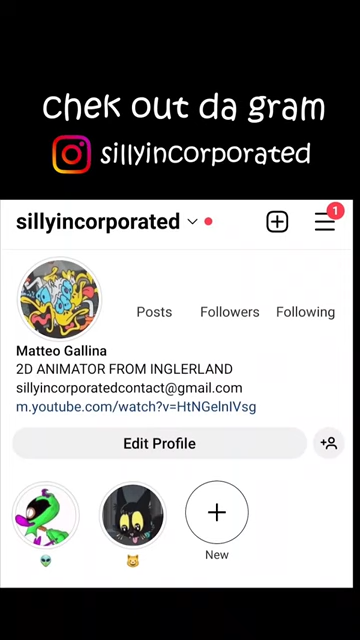 chek out da gram
sillyincorporated
sillyincorporated
1
Posts Followers Following
Matteo Gallina
2D ANIMATOR FROM INGLERLAND
sillyincorporatedcontact@gmail.com
m.youtube.com/watch?v=HtNGelnIVsg
Edit Profile
New